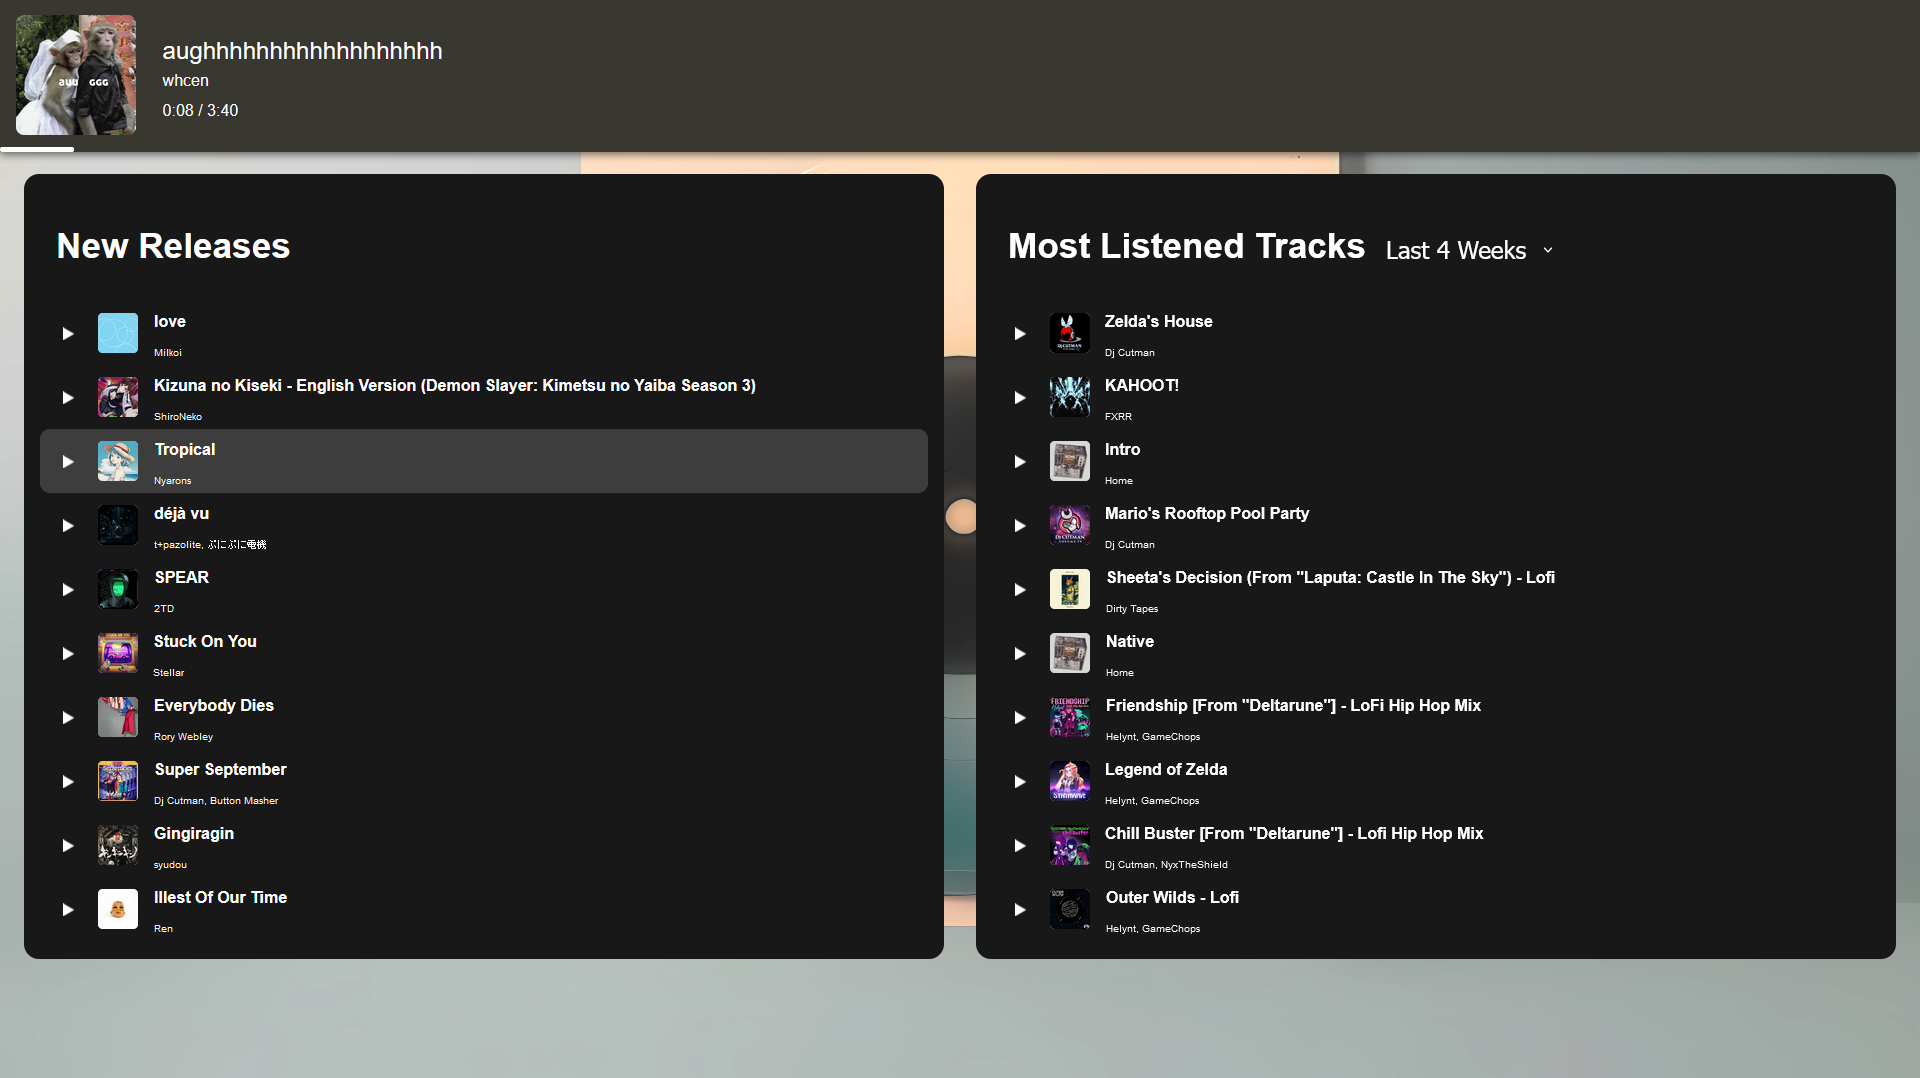 auu ggg
aughhhhhhhhhhhhhhhhhh
whcen
0:08 / 3:40
New Releases
love
Milkoi
Kizuna no Kiseki - English Version (Demon Slayer: Kimetsu no Yaiba Season 3)
ShiroNeko
Tropical
Nyarons
déjà vu
t+pazolite, ぷにぷに電機
SPEAR
2TD
Stuck On You
Stellar
Everybody Dies
Rory Webley
Super September
Dj Cutman, Button Masher
Gingiragin
syudou
Illest Of Our Time
Ren
Most Listened Tracks Last 4 Weeks
Zelda's House
Dj Cutman
KAHOOT!
FXRR
Intro
Home
Mario's Rooftop Pool Party
Dj Cutman
Sheeta's Decision (From "Laputa: Castle In The Sky") - Lofi
Dirty Tapes
Native
Home
FRIENDSHIP
Friendship [From "Deltarune"] - LoFi Hip Hop Mix
Helynt, GameChops
Legend of Zelda
Helynt, GameChops
Chill Buster [From "Deltarune"] - Lofi Hip Hop Mix
Dj Cutman, NyxTheShield
Outer Wilds - Lofi
Helynt, GameChops